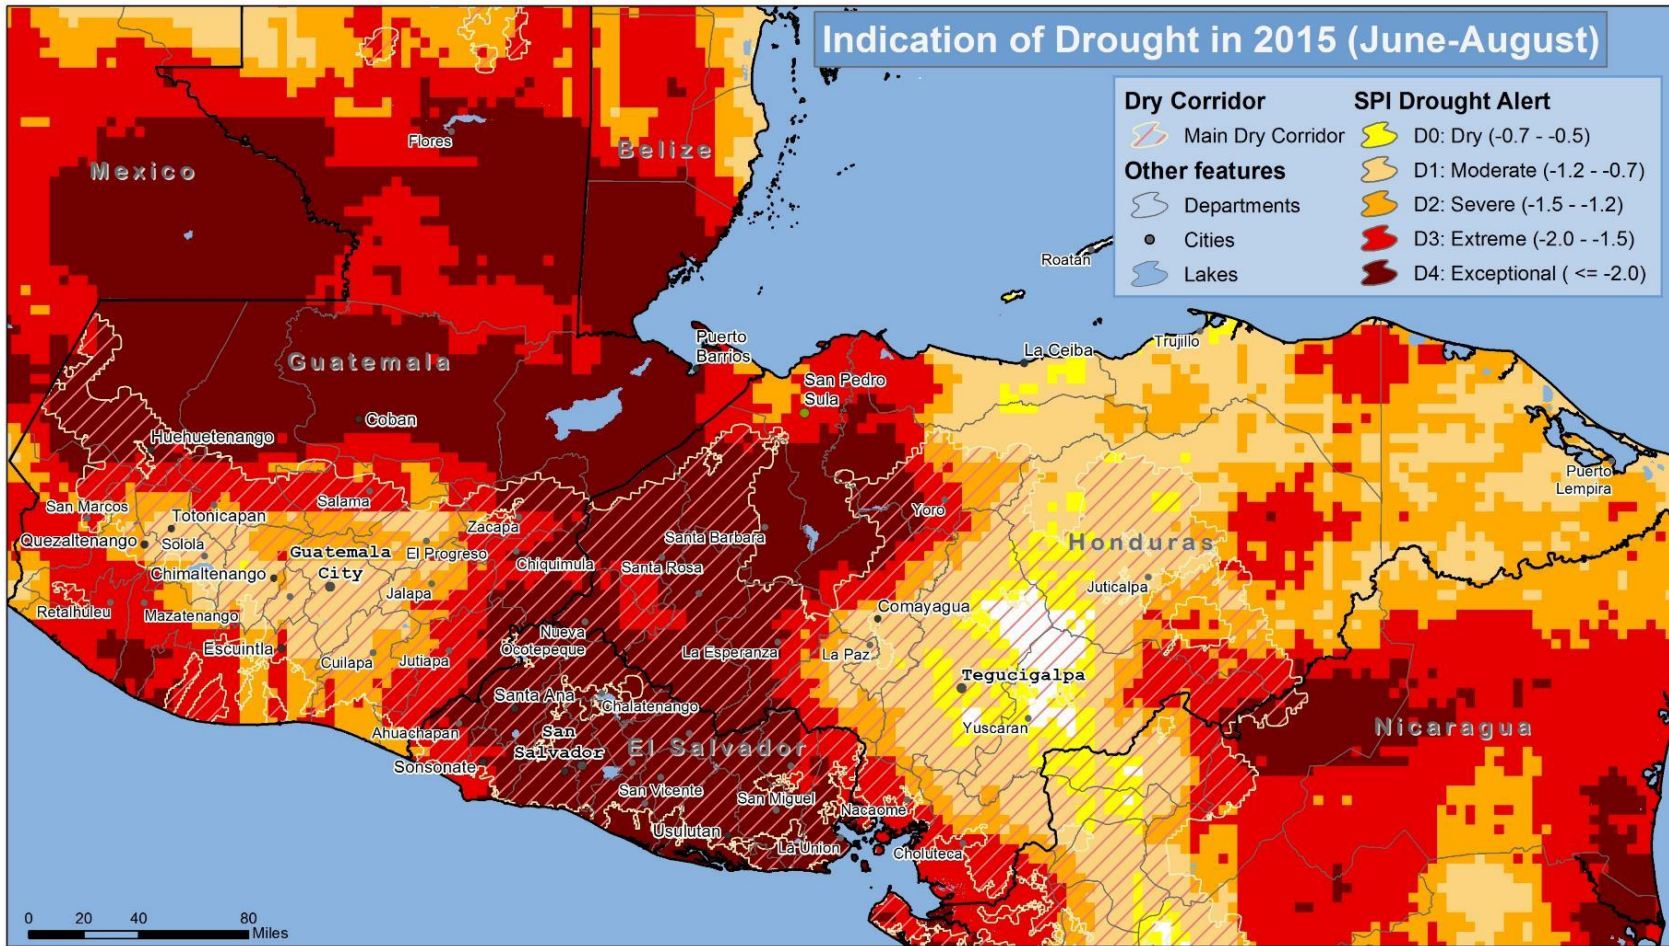 Indication of Drought in 2015 (June-August)
Dry Corridor
Main Dry Corridor
Other features
Departments
Cities
Lakes
SPI Drought Alert
D0: Dry (-0.7 - -0.5)
D1: Moderate (-1.2 - -0.7)
D2: Severe (-1.5 - -1.2)
D3: Extreme (-2.0 - -1.5)
D4: Exceptional ( <= -2.0)
Flores
Belize
Mexico
Roatan
Puerto
Barrios
La Ceiba
Trujillo
Guatemala
San Pedro
Sula
Coban
Huehuetenango
Puerto
Lempira
San Marcos
Totonicapan
Salama
Zacapa
Yoro
Quezaltenango
Solola
Guatemala
City
El Progreso
Santa Barbara
Honduras
Chimaltenango
Chiquimula
Santa Rosa
Jalapa
Juticalpa
Retalhuleu
Mazatenango
Comayagua
Escuintla
Cuilapa
Jutiapa
Nueva
Ocotepeque
La Esperanza
La Paz
Tegucigalpa
Santa Ana
Chalatenango
Yuscaran
Ahuachapan
San
Salvador
El Salvador
Nicaragua
Sonsonate
San Vicente
San Miguel
Nacaome
Usulutan
La Union
Choluteca
0 20 40 80
Miles